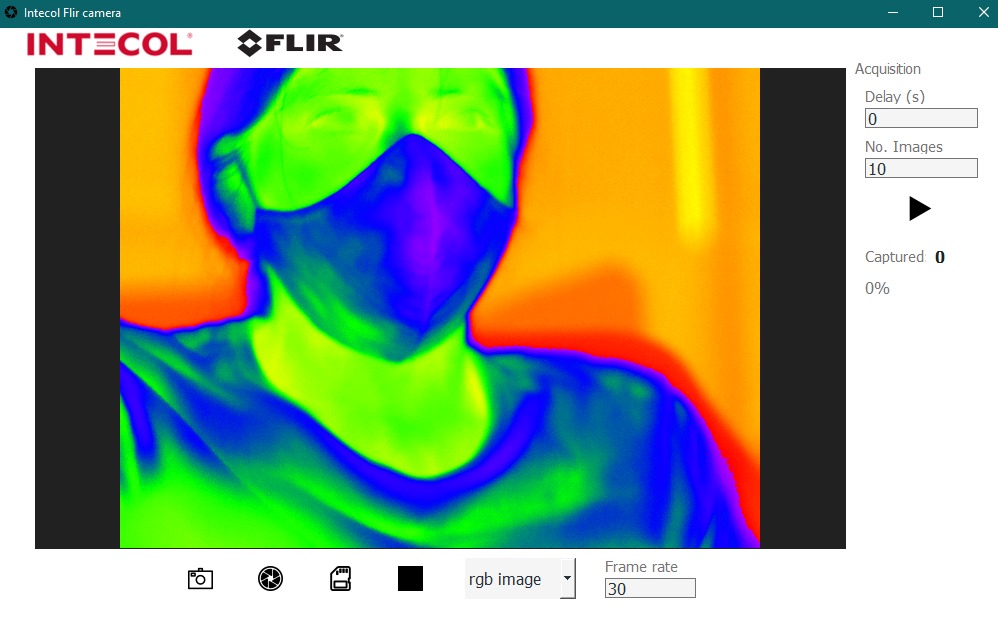 Intecol Flir camera
INTECOL FLIR
Acquisition
Delay (s)
0
No. Images
10
Captured: 0
0%
rgb image
Frame rate
30